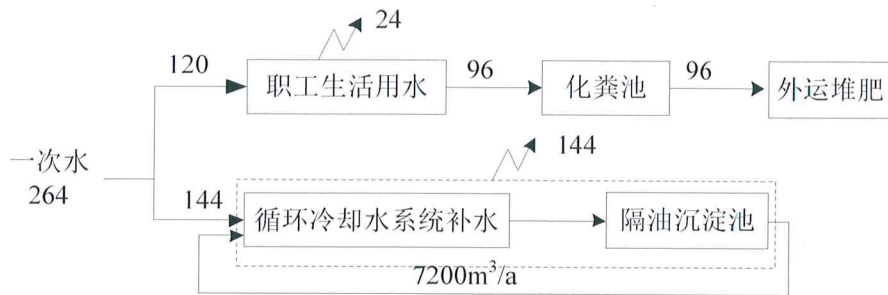 24
120
职工生活用水
96
化粪池
96
外运堆肥
一次水
264
144
144
循环冷却水系统补水
隔油沉淀池
7200m³/a